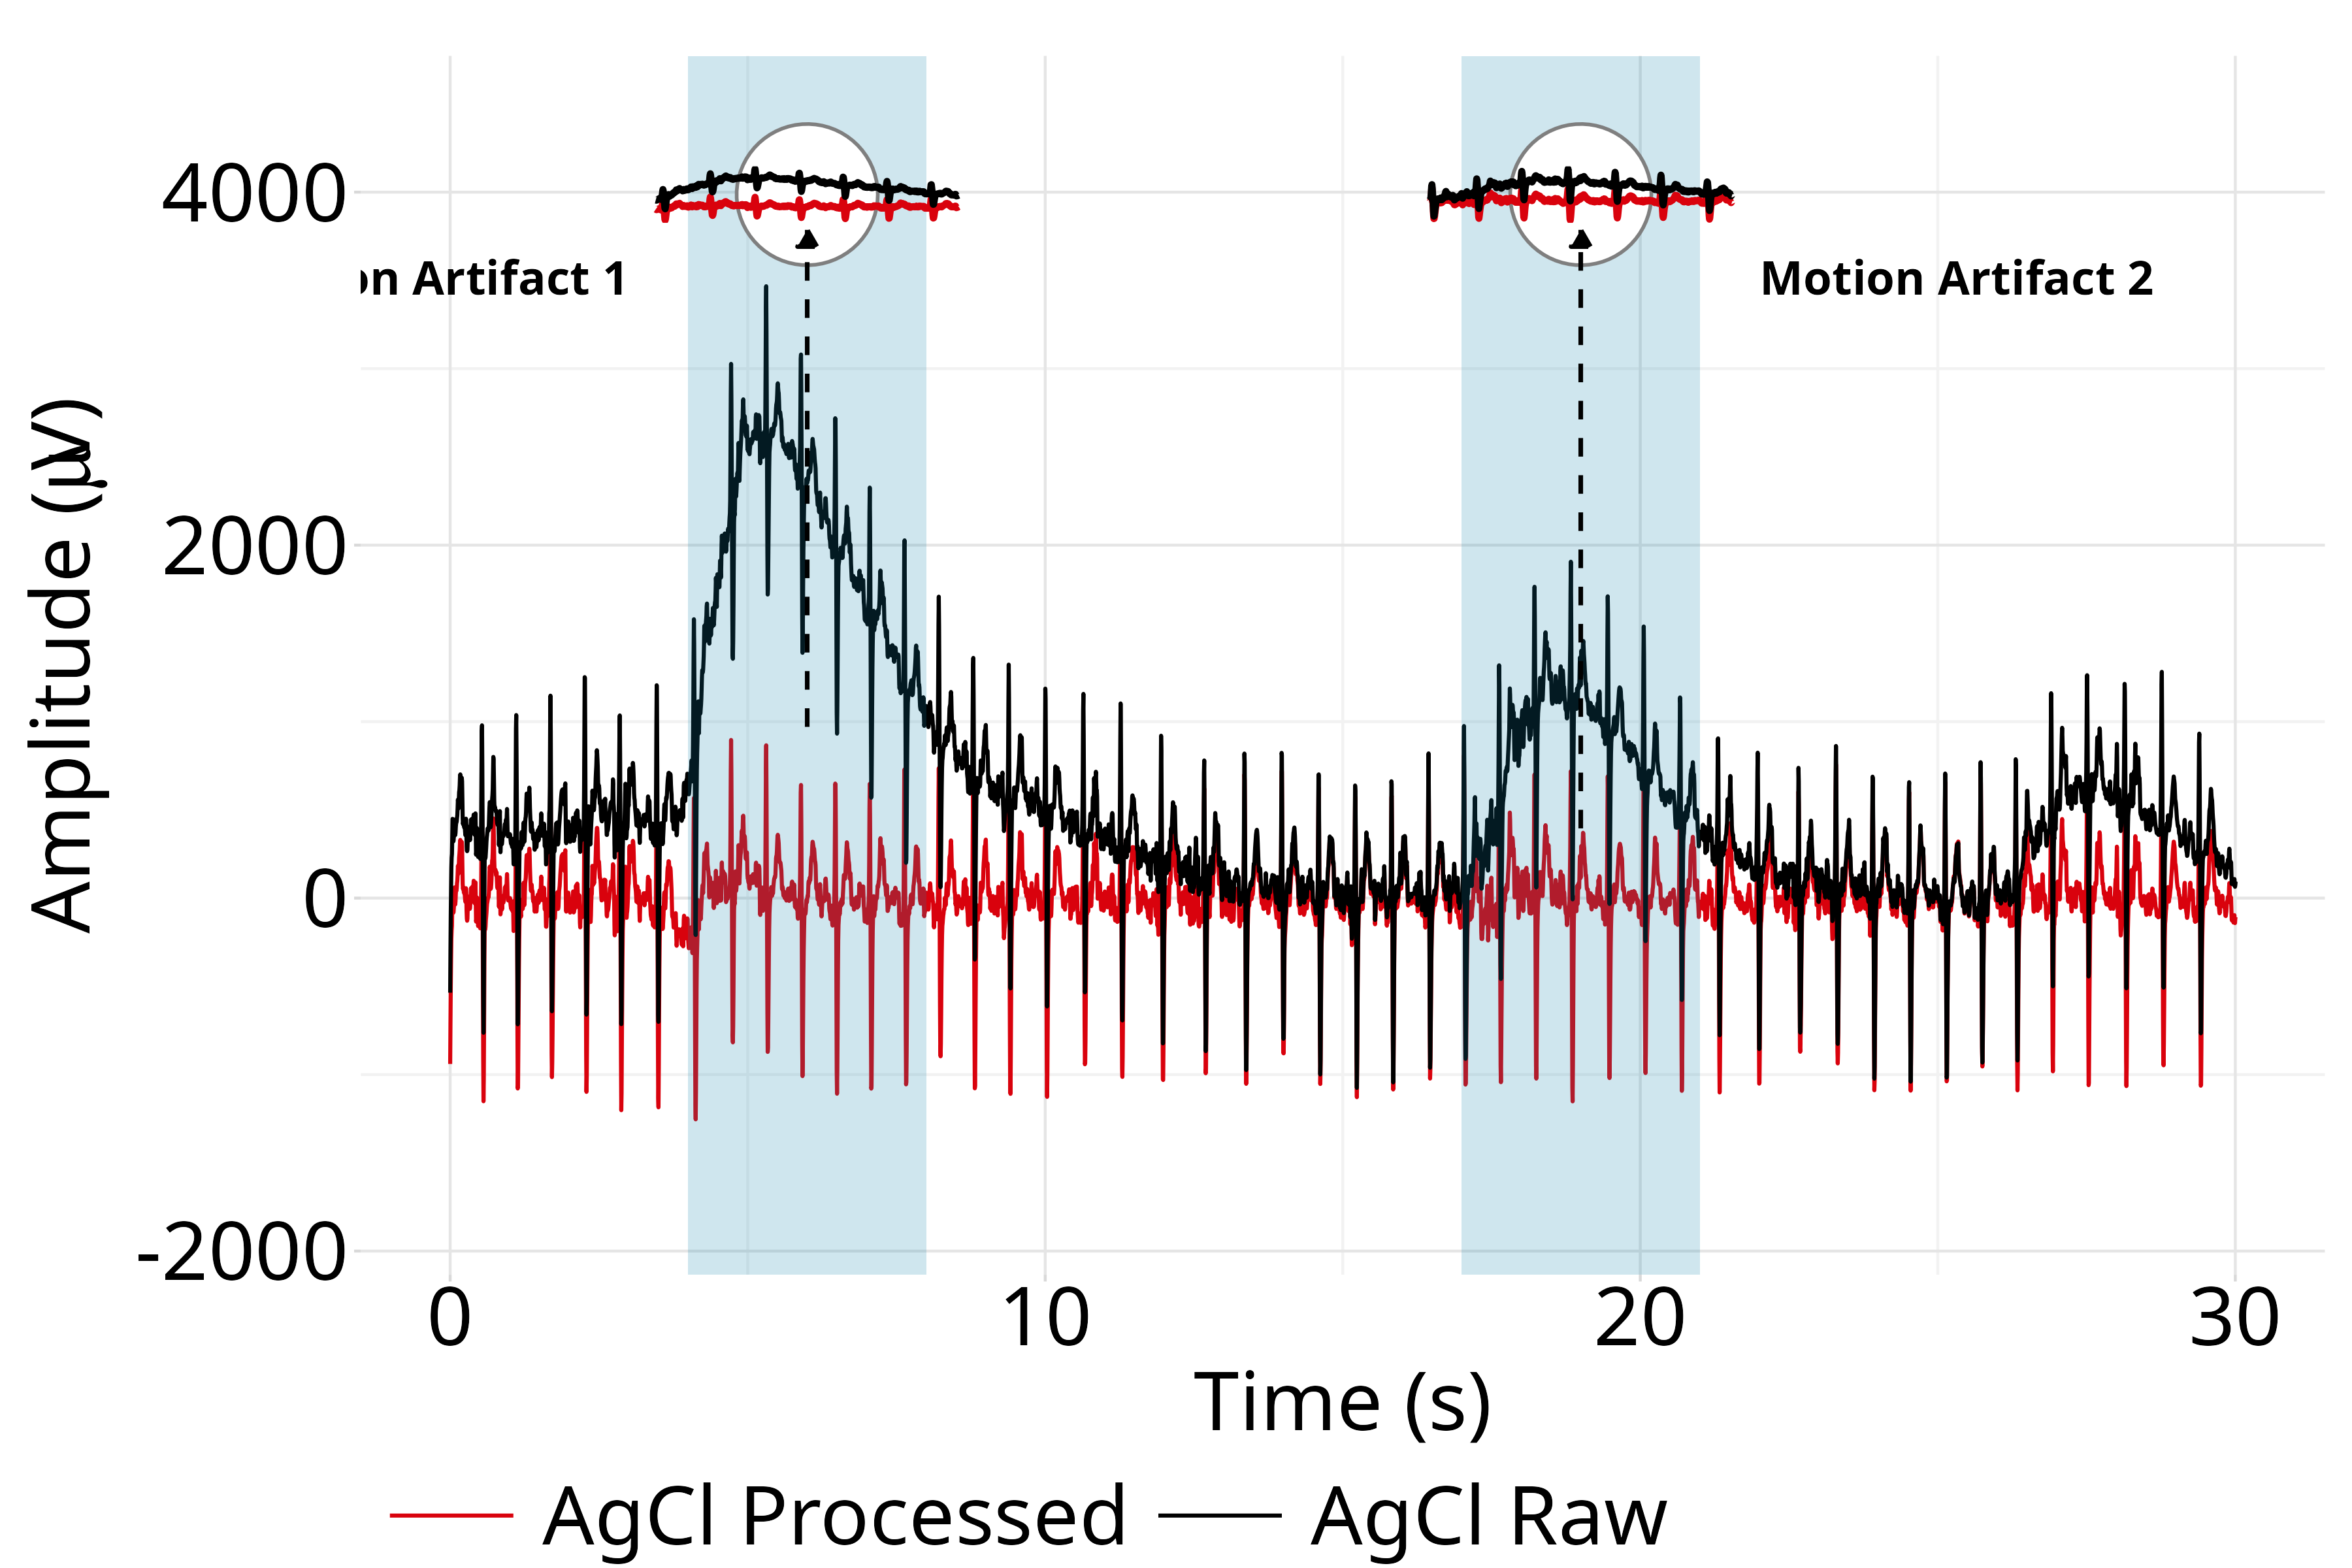 4000
on Artifact 1
Motion Artifact 2
2000
0
-2000
Amplitude (µV)
0 10 20 30
Time (s)
AgCl Processed AgCl Raw